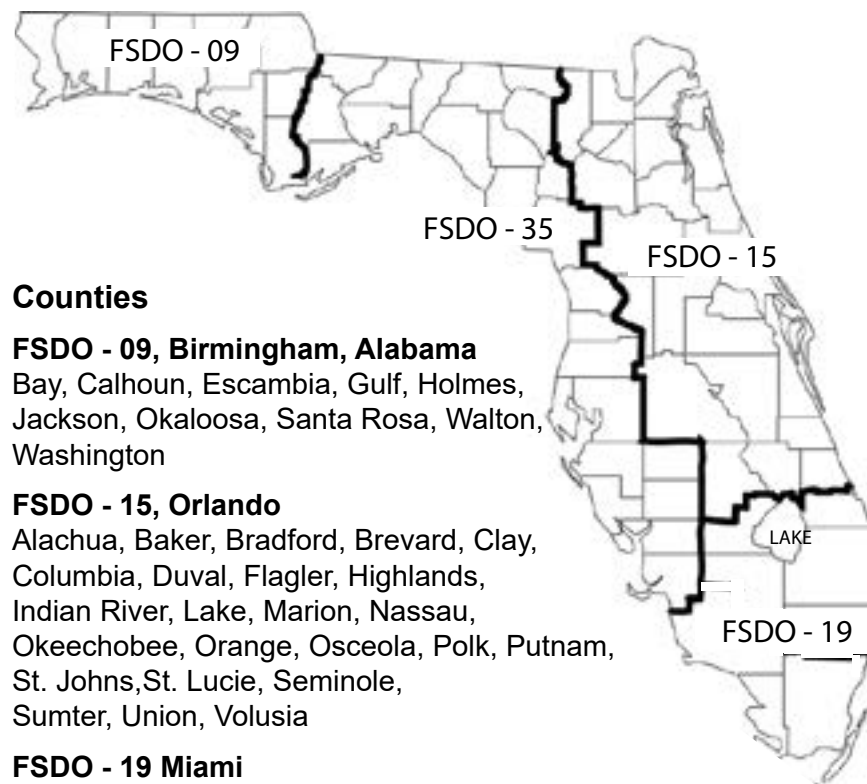 FSDO - 09
FSDO - 35
FSDO - 15
Counties
FSDO - 09, Birmingham, Alabama
Bay, Calhoun, Escambia, Gulf, Holmes,
Jackson, Okaloosa, Santa Rosa, Walton,
Washington
FSDO - 15, Orlando
Alachua, Baker, Bradford, Brevard, Clay,
Columbia, Duval, Flagler, Highlands,
Indian River, Lake, Marion, Nassau,
Okeechobee, Orange, Osceola, Polk, Putnam,
St. Johns,St. Lucie, Seminole,
Sumter, Union, Volusia
LAKE
FSDO - 19
FSDO - 19 Miami